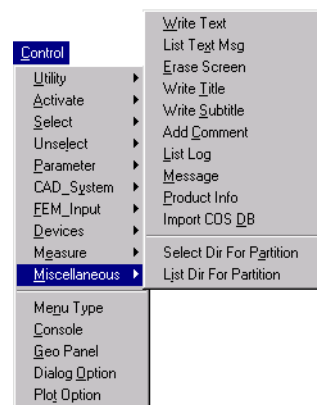 Control
Utility
Activate
Select
Unselect
Parameter
CAD_System
FEM_Input
Devices
Measure
Miscellaneous
Menu Type
Console
Geo Panel
Dialog Option
Plot Option
Write Text
List Text Msg
Erase Screen
Write Title
Write Subtitle
Add Comment
List Log
Message
Product Info
Import COS DB
Select Dir For Partition
List Dir For Partition